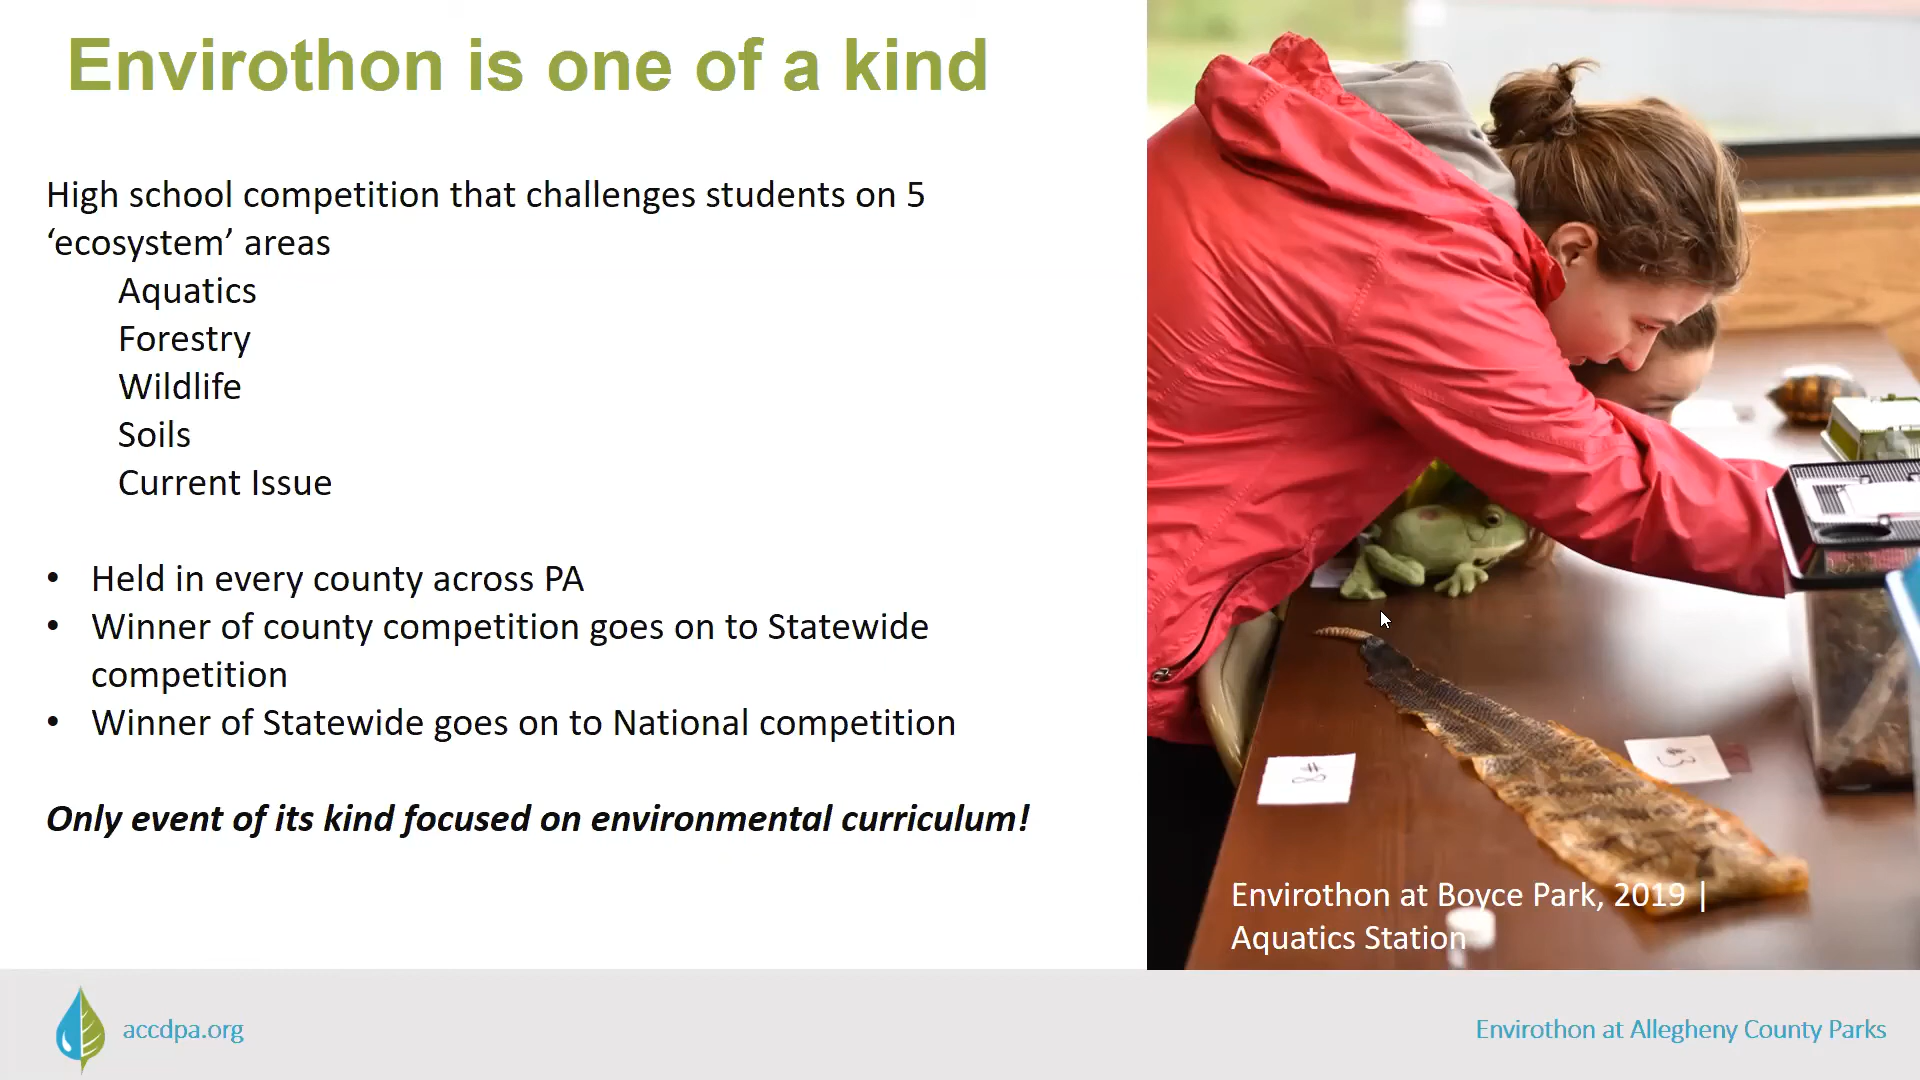 Envirothon is one of a kind
High school competition that challenges students on 5
‘ecosystem’ areas
Aquatics
Forestry
Wildlife
Soils
Current Issue
• Held in every county across PA
• Winner of county competition goes on to Statewide
competition
• Winner of Statewide goes on to National competition
Only event of its kind focused on environmental curriculum!
#3
#8
Envirothon at Boyce Park, 2019 |
Aquatics Station
accdpa.org
Envirothon at Allegheny County Parks